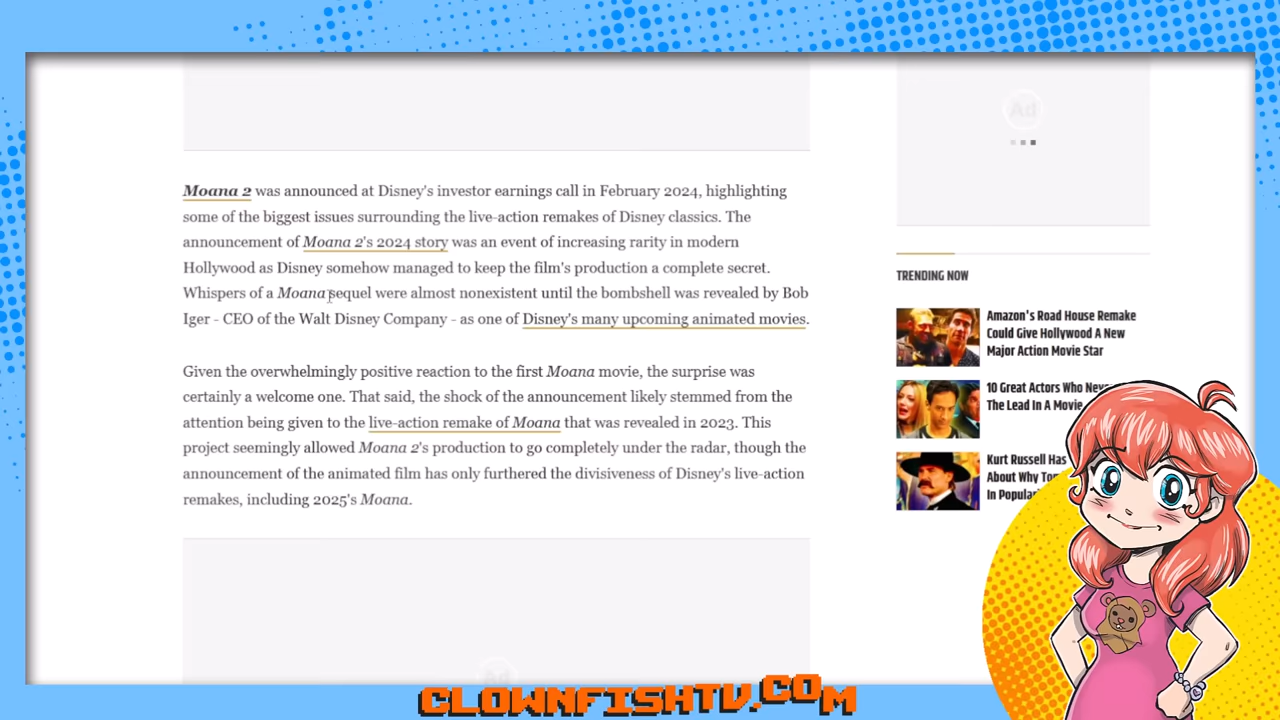 Ad
Moana 2 was announced at Disney's investor earnings call in February 2024, highlighting
some of the biggest issues surrounding the live-action remakes of Disney classics. The
announcement of Moana 2's 2024 story was an event of increasing rarity in modern
Hollywood as Disney somehow managed to keep the film's production a complete secret.
Whispers of a Moana sequel were almost nonexistent until the bombshell was revealed by Bob
Iger - CEO of the Walt Disney Company - as one of Disney's many upcoming animated movies.
Given the overwhelmingly positive reaction to the first Moana movie, the surprise was
certainly a welcome one. That said, the shock of the announcement likely stemmed from the
attention being given to the live-action remake of Moana that was revealed in 2023. This
project seemingly allowed Moana 2's production to go completely under the radar, though the
announcement of the animated film has only furthered the divisiveness of Disney's live-action
remakes, including 2025's Moana.
TRENDING NOW
Amazon's Road House Remake
Could Give Hollywood A New
Major Action Movie Star
10 Great Actors Who
The Lead In A Movie
Kurt Russell Has
About Why
In
Ad
CLOWNFISHTV.COM